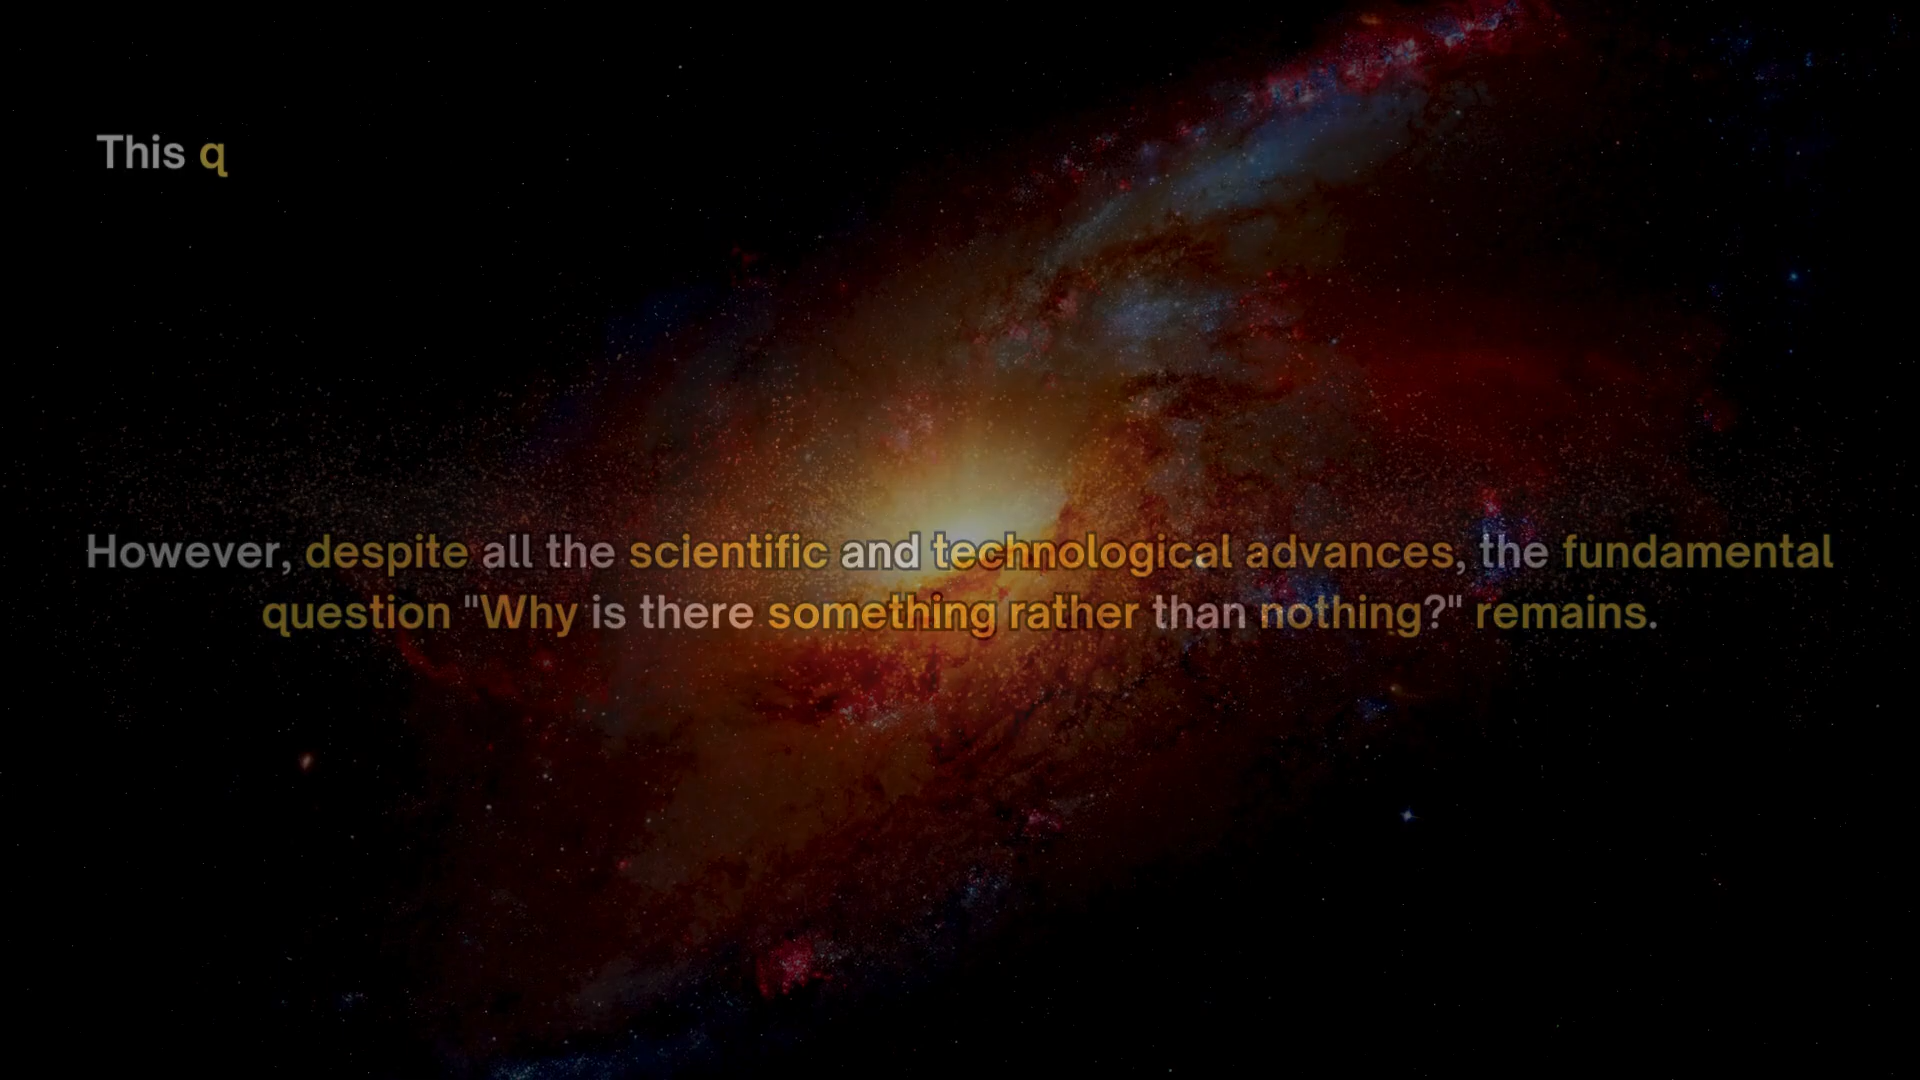 This q
However, despite all the scientific and technological advances, the fundamental
question "Why is there something rather than nothing?" remains.